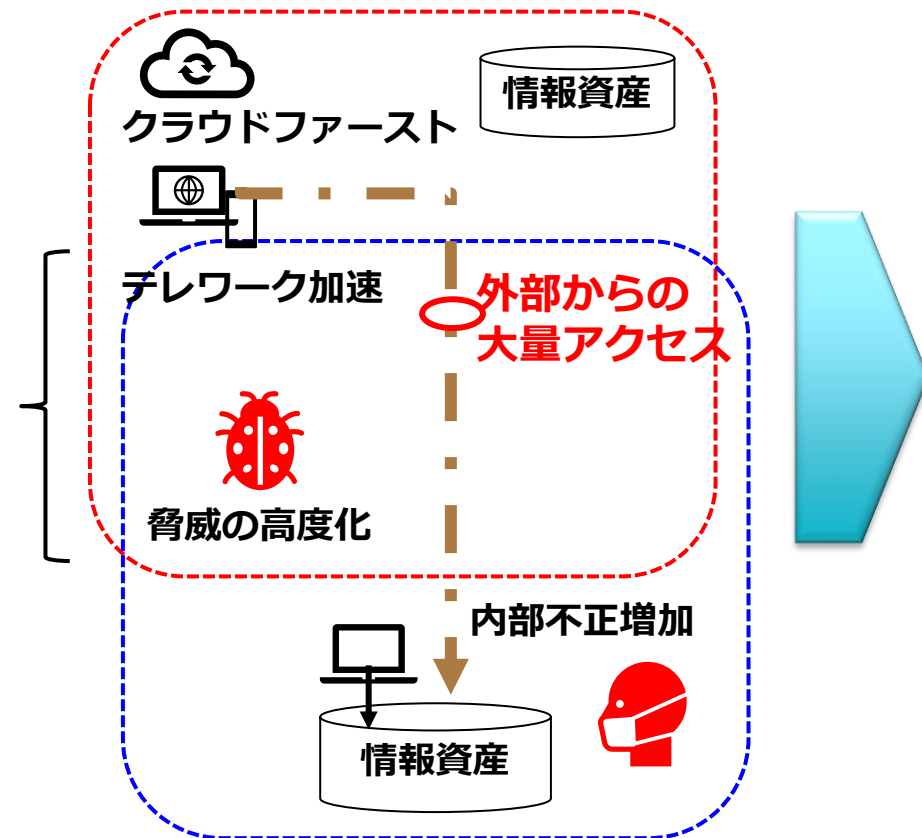 情報資産
クラウドファースト
テレワーク加速
外部からの
大量アクセス
脅威の高度化
内部不正増加
情報資産